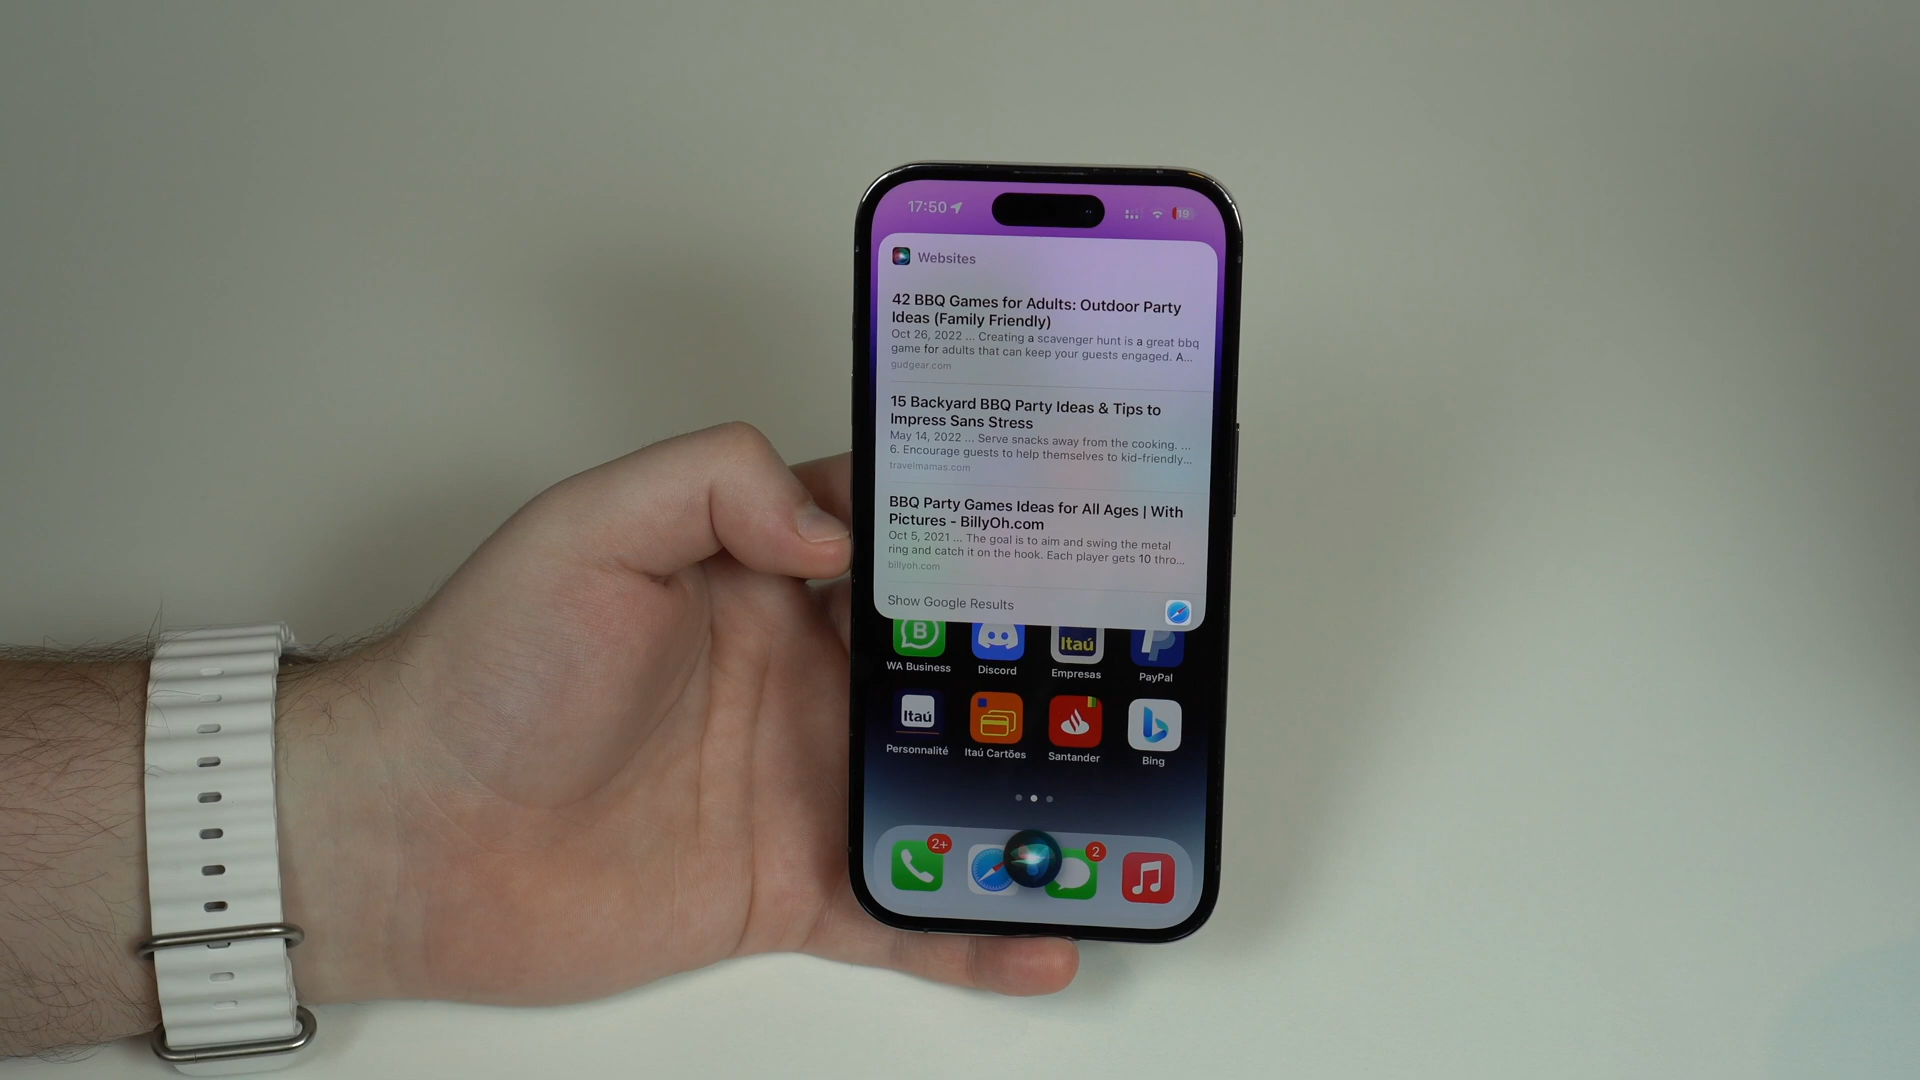 17:50
19
Websites
42 BBQ Games for Adults: Outdoor Party
Ideas (Family Friendly)
Oct 26, 2022 ... Creating a scavenger hunt is a great bbq
game for adults that can keep your guests engaged. A...
gudgear.com
15 Backyard BBQ Party Ideas & Tips to
Impress Sans Stress
May 14, 2022 ... Serve snacks away from the cooking. ...
6. Encourage guests to help themselves to kid-friendly...
travelmamas.com
BBQ Party Games Ideas for All Ages | With
Pictures - BillyOh.com
Oct 5, 2021 ... The goal is to aim and swing the metal
ring and catch it on the hook. Each player gets 10 thro...
billyoh.com
Show Google Results
B
Itaú
WA Business
Discord
Empresas
PayPal
Itaú
Personnalité
Itaú Cartões
Santander
Bing
2+
2